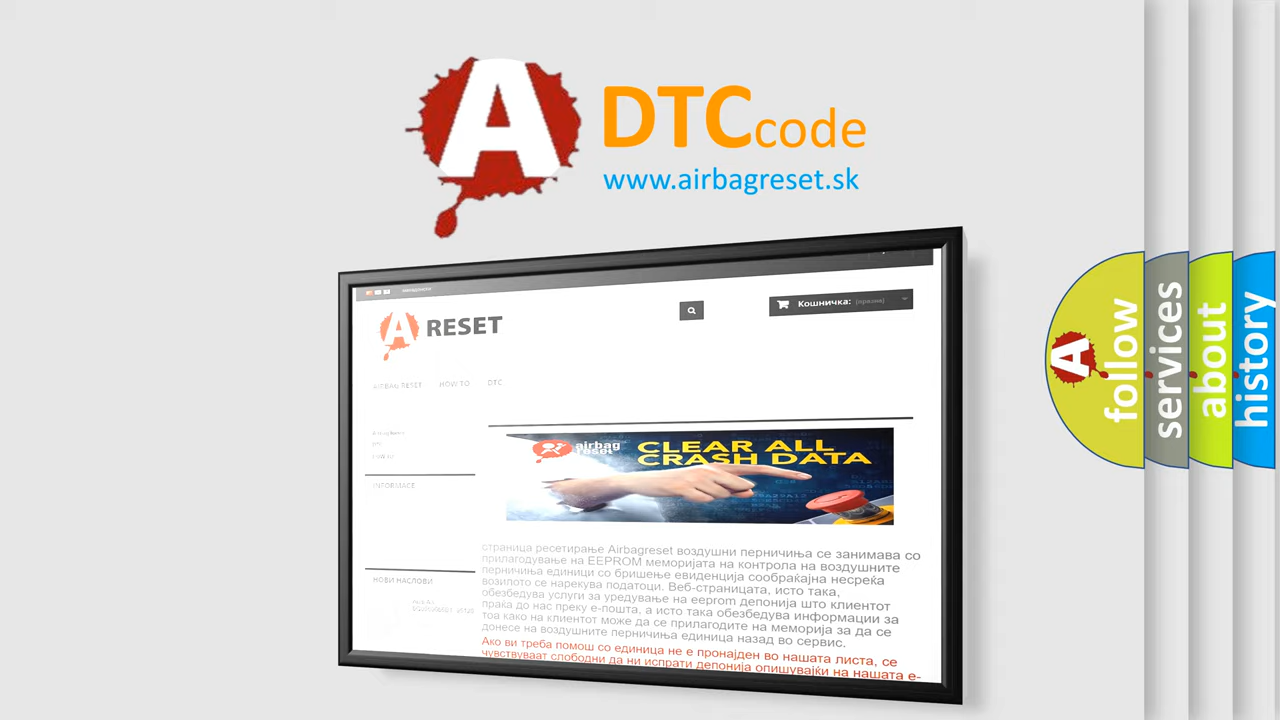 A DTC code
www.airbagreset.sk
A RESET
Кошничка: (празна)
AIRBAG RESET HOW TO DTC
airbag reset
CLEAR ALL
CRASH DATA
INFORMACE
НОВИ НАСЛОВИ
страница ресетирање Airbagreset воздушни перничиња се занимава со
прилагодување на EEPROM меморијата на контрола на воздушните
перничиња единици со бришење евиденција сообраќајна несреќа
возилото се нарекува податоци. Веб-страницата, исто така,
обезбедува услуги за уредување на eeprom депонија што клиентот
праќа до нас преку е-пошта, а исто така обезбедува информации за
тоа како на клиентот може да се прилагодите на меморија за да се
донесе на воздушните перничиња единица назад во сервис.
Ако ви треба помош со единица не е пронајден во нашата листа, се
чувствуваат слободни да ни испрати депонија опишувајќи на нашата е-
A follow
services
about
history